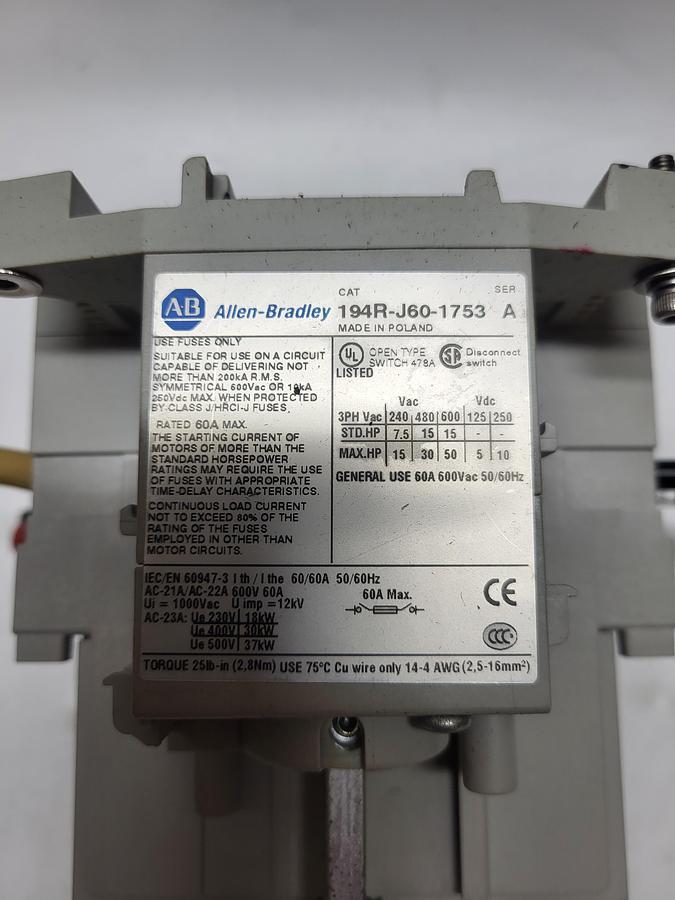 CAT SER
A-B Allen-Bradley 194R-J60-1753 A
MADE IN POLAND
USE FUSES ONLY
SUITABLE FOR USE ON A CIRCUIT
CAPABLE OF DELIVERING NOT
MORE THAN 200kA R.M.S.
SYMMETRICAL 600Vac OR 10kA
250Vdc MAX. WHEN PROTECTED
BY CLASS J/HRCI-J FUSES.
RATED 60A MAX.
THE STARTING CURRENT OF
MOTORS OF MORE THAN THE
STANDARD HORSEPOWER
RATINGS MAY REQUIRE THE USE
OF FUSES WITH APPROPRIATE
TIME-DELAY CHARACTERISTICS.
CONTINUOUS LOAD CURRENT
NOT TO EXCEED 80% OF THE
RATING OF THE FUSES
EMPLOYED IN OTHER THAN
MOTOR CIRCUITS.
UL OPEN TYPE SA Disconnect
SWITCH 478A switch
LISTED
Vac Vdc
3PH Vac 240 480 600 125 250
STD.HP 7.5 15 15 - -
MAX.HP 15 30 50 5 10
GENERAL USE 60A 600Vac 50/60Hz
IEC/EN 60947-3 I th / I the 60/60A 50/60Hz
AC-21A/AC-22A 600V 60A
Ui = 1000Vac U imp =12kV
AC-23A: Ue 230V 18kW
Ue 400V 30kW
Ue 500V 37kW
60A Max.
CE
CCC
TORQUE 25lb-in (2,8Nm) USE 75°C Cu wire only 14-4 AWG (2,5-16mm²)